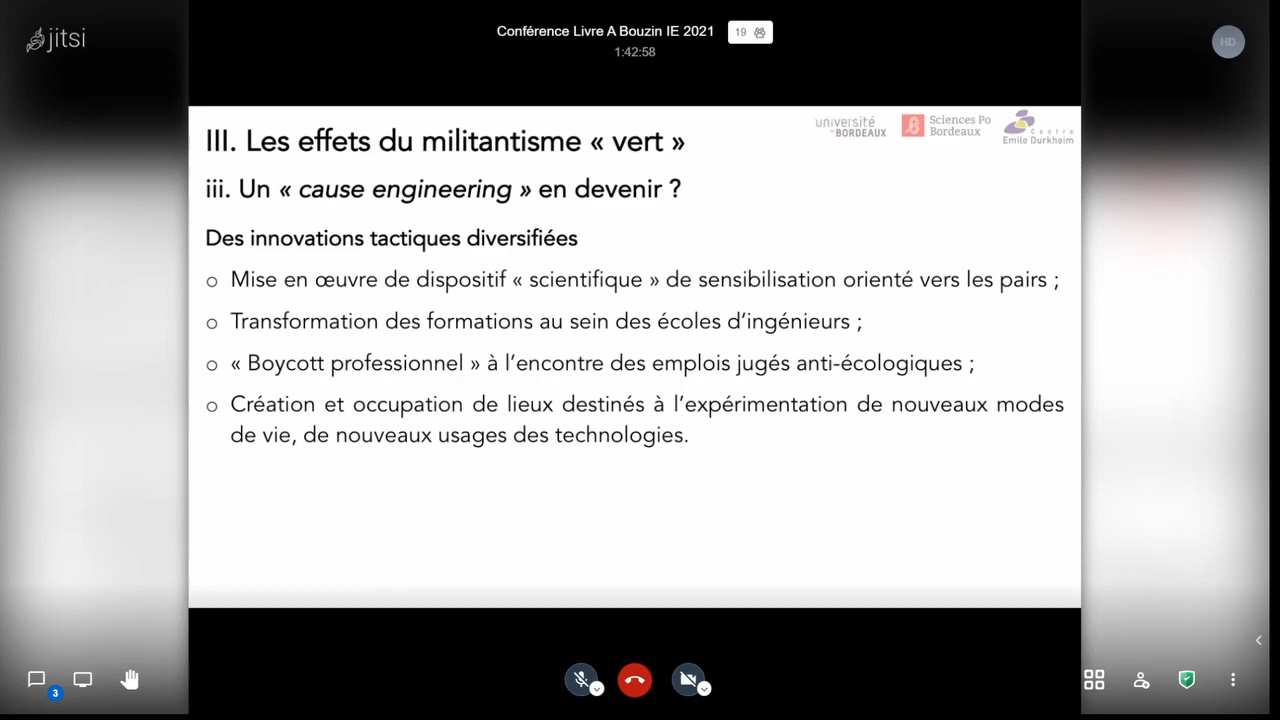 jitsi
Conférence Livre A Bouzin IE 2021
19
1:42:58
HD
université
de BORDEAUX
Sciences Po
Bordeaux
Centre
Emile Durkheim
III. Les effets du militantisme « vert »
iii. Un « cause engineering » en devenir ?
Des innovations tactiques diversifiées
o Mise en œuvre de dispositif « scientifique » de sensibilisation orienté vers les pairs ;
o Transformation des formations au sein des écoles d’ingénieurs ;
o « Boycott professionnel » à l’encontre des emplois jugés anti-écologiques ;
o Création et occupation de lieux destinés à l’expérimentation de nouveaux modes
de vie, de nouveaux usages des technologies.
3